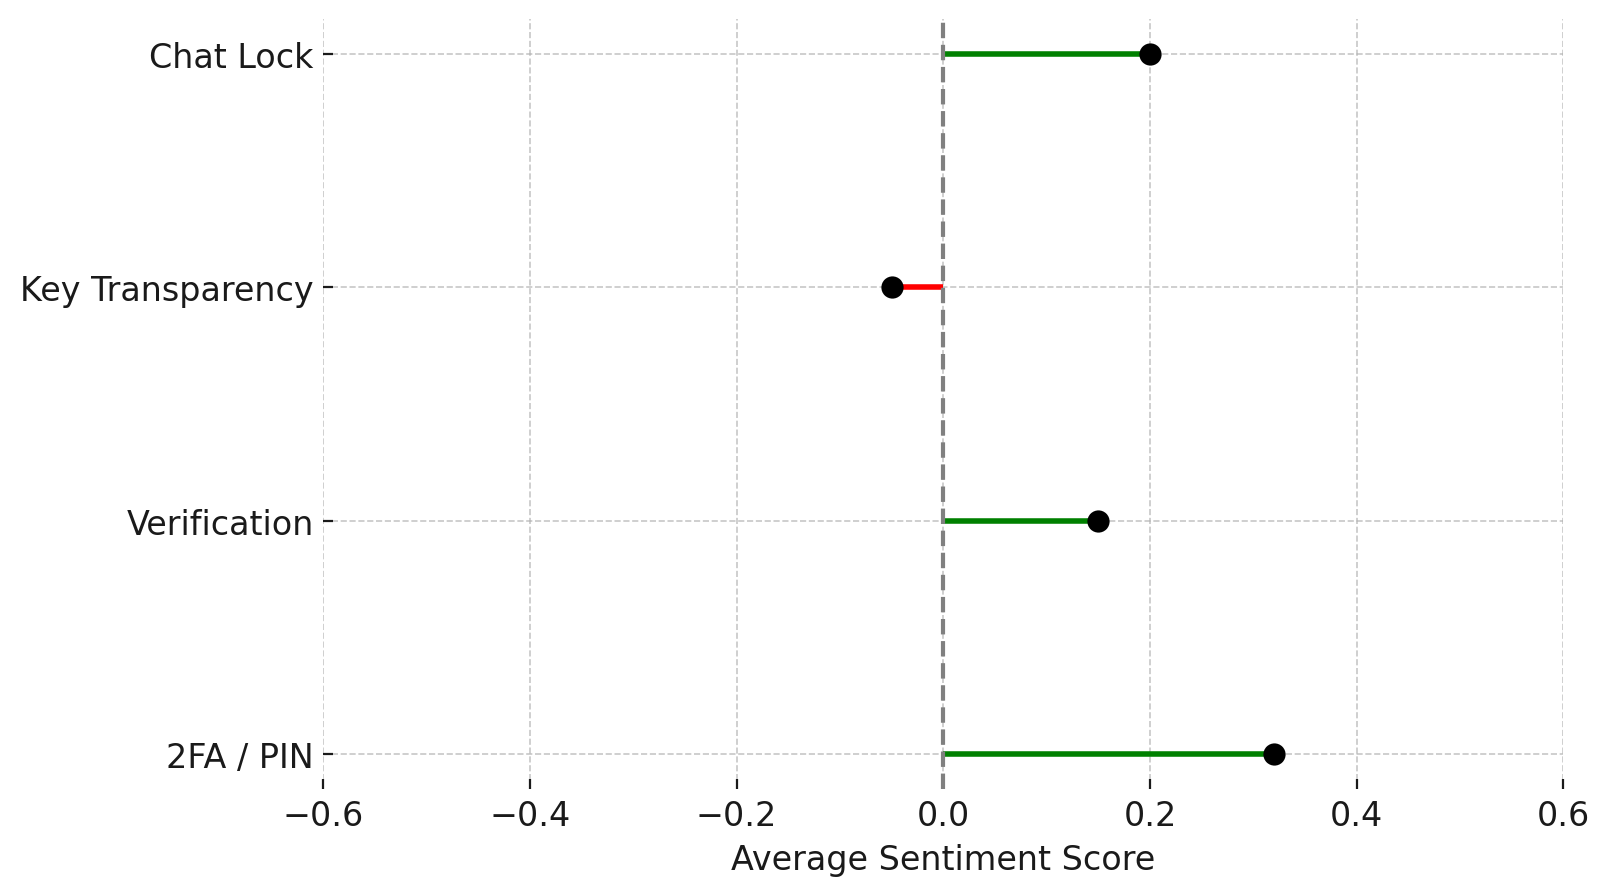 Chat Lock
Key Transparency
Verification
2FA / PIN
−0.6 −0.4 −0.2 0.0 0.2 0.4 0.6
Average Sentiment Score